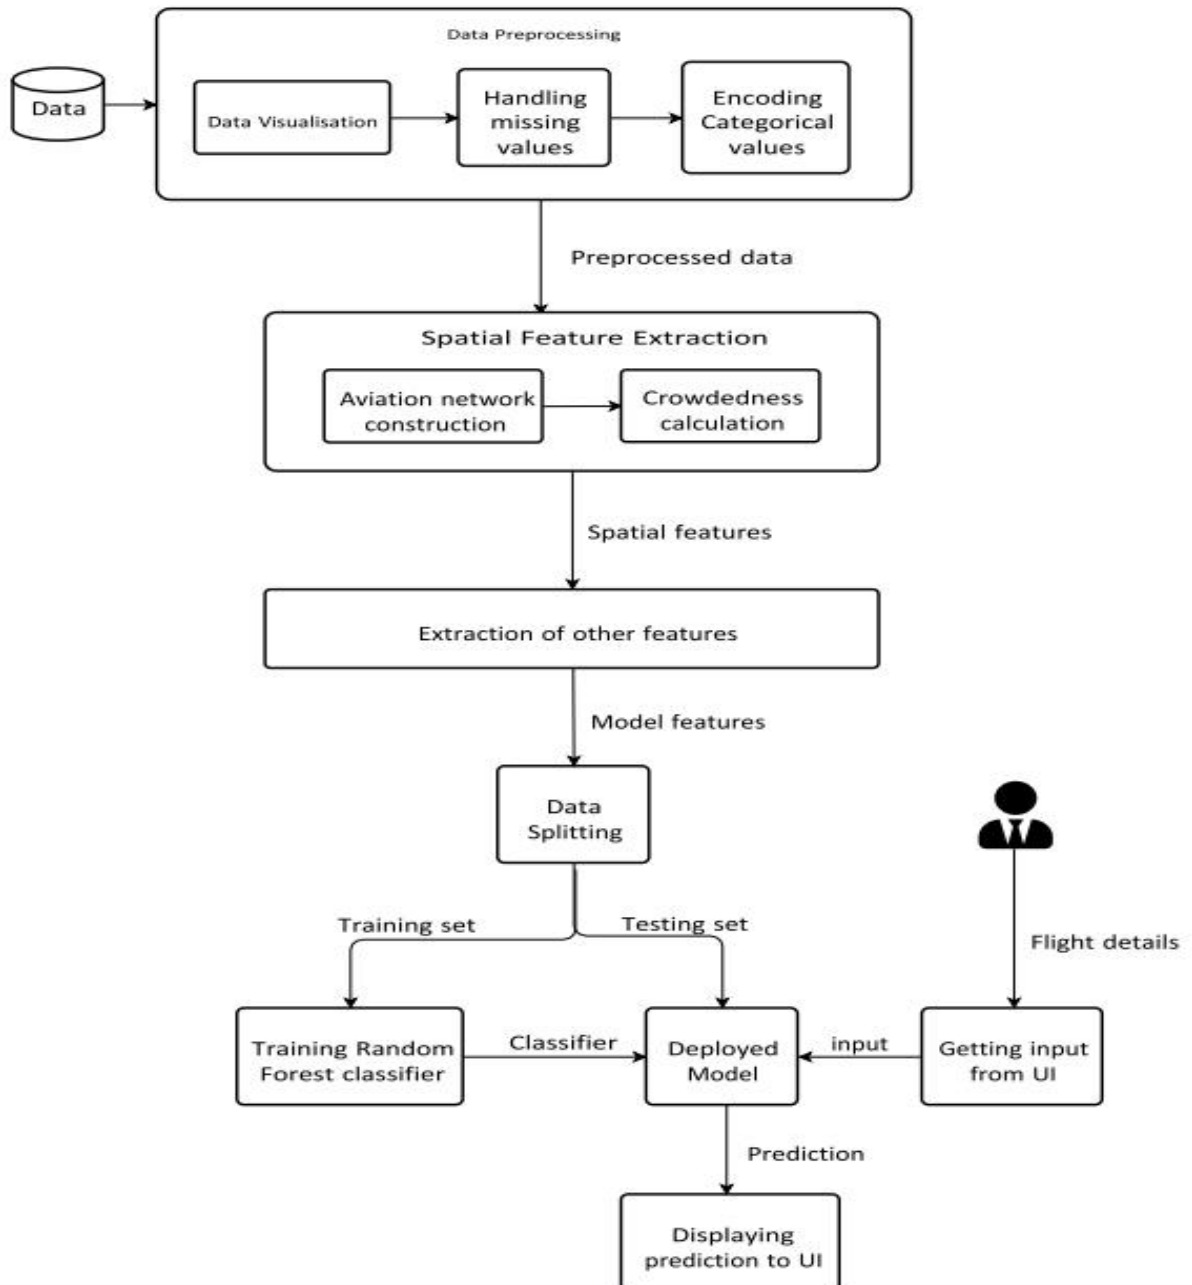 Data Preprocessing
Data
Data Visualisation
Handling
missing
values
Encoding
Categorical
values
Preprocessed data
Spatial Feature Extraction
Aviation network
construction
Crowdedness
calculation
Spatial features
Extraction of other features
Model features
Data
Splitting
Training set
Testing set
Flight details
Training Random
Forest classifier
Classifier
Deployed
Model
input
Getting input
from UI
Prediction
Displaying
prediction to UI